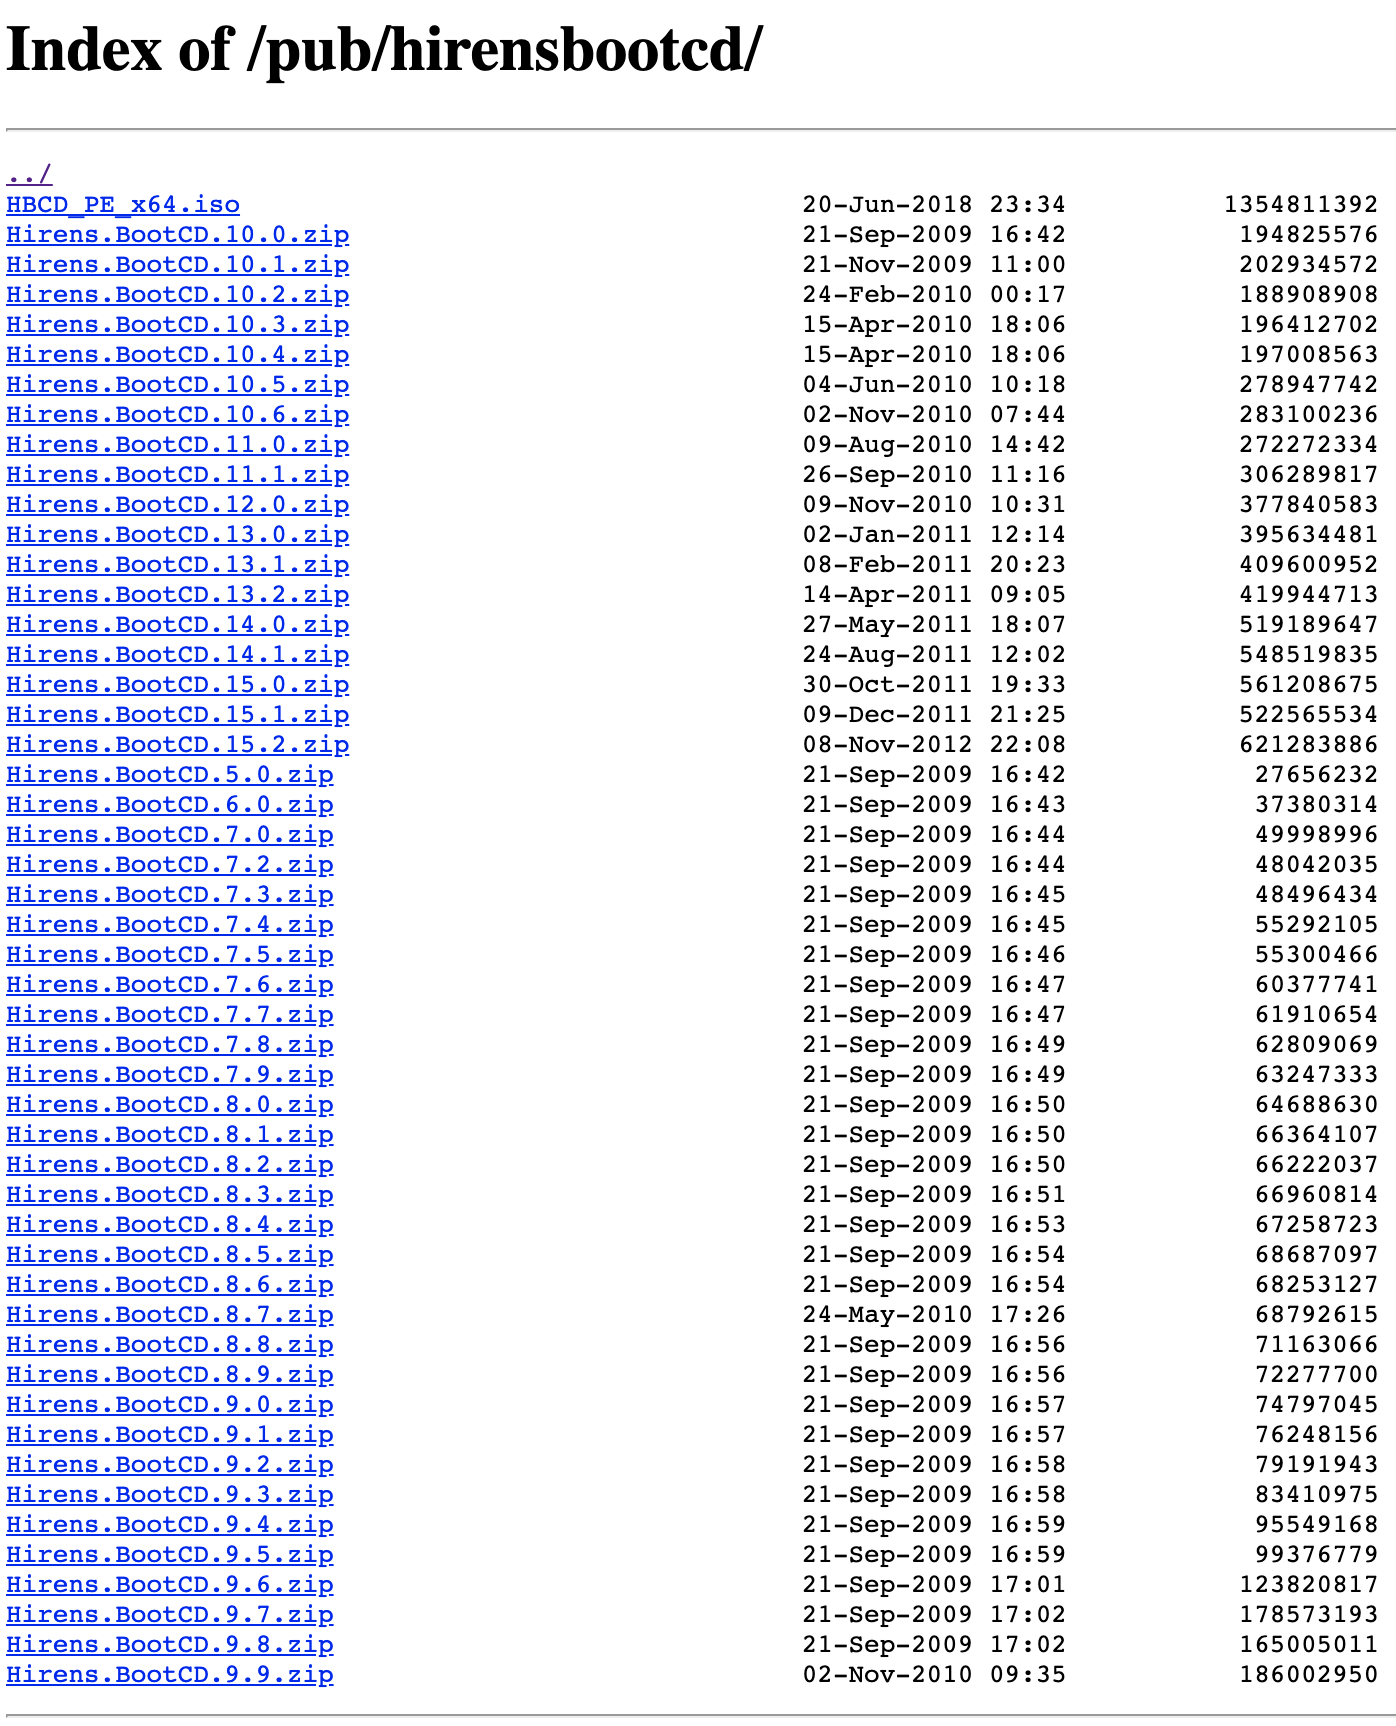 Index of /pub/hirensbootcd/
../
HBCD_PE_x64.iso 20-Jun-2018 23:34 1354811392
Hirens.BootCD.10.0.zip 21-Sep-2009 16:42 194825576
Hirens.BootCD.10.1.zip 21-Nov-2009 11:00 202934572
Hirens.BootCD.10.2.zip 24-Feb-2010 00:17 188908908
Hirens.BootCD.10.3.zip 15-Apr-2010 18:06 196412702
Hirens.BootCD.10.4.zip 15-Apr-2010 18:06 197008563
Hirens.BootCD.10.5.zip 04-Jun-2010 10:18 278947742
Hirens.BootCD.10.6.zip 02-Nov-2010 07:44 283100236
Hirens.BootCD.11.0.zip 09-Aug-2010 14:42 272272334
Hirens.BootCD.11.1.zip 26-Sep-2010 11:16 306289817
Hirens.BootCD.12.0.zip 09-Nov-2010 10:31 377840583
Hirens.BootCD.13.0.zip 02-Jan-2011 12:14 395634481
Hirens.BootCD.13.1.zip 08-Feb-2011 20:23 409600952
Hirens.BootCD.13.2.zip 14-Apr-2011 09:05 419944713
Hirens.BootCD.14.0.zip 27-May-2011 18:07 519189647
Hirens.BootCD.14.1.zip 24-Aug-2011 12:02 548519835
Hirens.BootCD.15.0.zip 30-Oct-2011 19:33 561208675
Hirens.BootCD.15.1.zip 09-Dec-2011 21:25 522565534
Hirens.BootCD.15.2.zip 08-Nov-2012 22:08 621283886
Hirens.BootCD.5.0.zip 21-Sep-2009 16:42 27656232
Hirens.BootCD.6.0.zip 21-Sep-2009 16:43 37380314
Hirens.BootCD.7.0.zip 21-Sep-2009 16:44 49998996
Hirens.BootCD.7.2.zip 21-Sep-2009 16:44 48042035
Hirens.BootCD.7.3.zip 21-Sep-2009 16:45 48496434
Hirens.BootCD.7.4.zip 21-Sep-2009 16:45 55292105
Hirens.BootCD.7.5.zip 21-Sep-2009 16:46 55300466
Hirens.BootCD.7.6.zip 21-Sep-2009 16:47 60377741
Hirens.BootCD.7.7.zip 21-Sep-2009 16:47 61910654
Hirens.BootCD.7.8.zip 21-Sep-2009 16:49 62809069
Hirens.BootCD.7.9.zip 21-Sep-2009 16:49 63247333
Hirens.BootCD.8.0.zip 21-Sep-2009 16:50 64688630
Hirens.BootCD.8.1.zip 21-Sep-2009 16:50 66364107
Hirens.BootCD.8.2.zip 21-Sep-2009 16:50 66222037
Hirens.BootCD.8.3.zip 21-Sep-2009 16:51 66960814
Hirens.BootCD.8.4.zip 21-Sep-2009 16:53 67258723
Hirens.BootCD.8.5.zip 21-Sep-2009 16:54 68687097
Hirens.BootCD.8.6.zip 21-Sep-2009 16:54 68253127
Hirens.BootCD.8.7.zip 24-May-2010 17:26 68792615
Hirens.BootCD.8.8.zip 21-Sep-2009 16:56 71163066
Hirens.BootCD.8.9.zip 21-Sep-2009 16:56 72277700
Hirens.BootCD.9.0.zip 21-Sep-2009 16:57 74797045
Hirens.BootCD.9.1.zip 21-Sep-2009 16:57 76248156
Hirens.BootCD.9.2.zip 21-Sep-2009 16:58 79191943
Hirens.BootCD.9.3.zip 21-Sep-2009 16:58 83410975
Hirens.BootCD.9.4.zip 21-Sep-2009 16:59 95549168
Hirens.BootCD.9.5.zip 21-Sep-2009 16:59 99376779
Hirens.BootCD.9.6.zip 21-Sep-2009 17:01 123820817
Hirens.BootCD.9.7.zip 21-Sep-2009 17:02 178573193
Hirens.BootCD.9.8.zip 21-Sep-2009 17:02 165005011
Hirens.BootCD.9.9.zip 02-Nov-2010 09:35 186002950